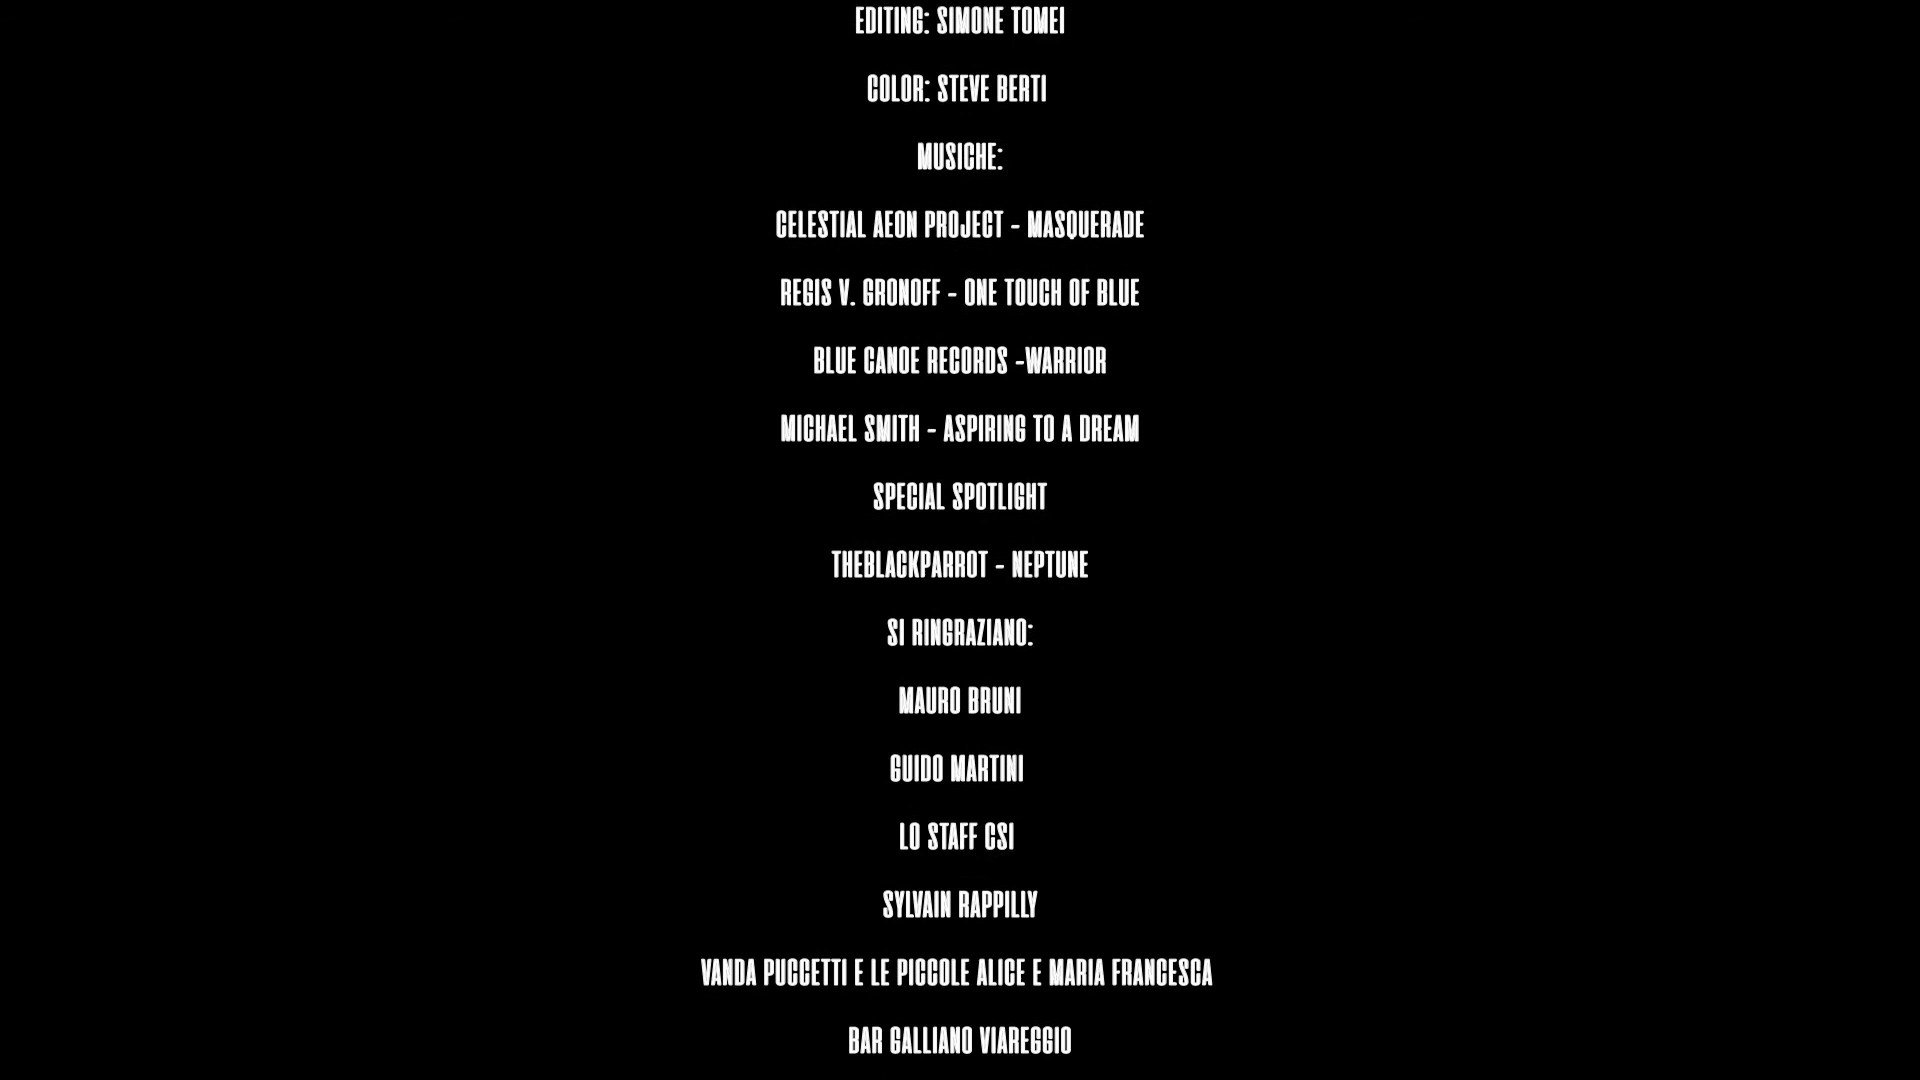 EDITING: SIMONE TOMEI
COLOR: STEVE BERTI
MUSICHE:
CELESTIAL AEON PROJECT - MASQUERADE
REGIS V. GRONOFF - ONE TOUCH OF BLUE
BLUE CANOE RECORDS -WARRIOR
MICHAEL SMITH - ASPIRING TO A DREAM
SPECIAL SPOTLIGHT
THEBLACKPARROT - NEPTUNE
SI RINGRAZIANO:
MAURO BRUNI
GUIDO MARTINI
LO STAFF CSI
SYLVAIN RAPPILLY
VANDA PUCCETTI E LE PICCOLE ALICE E MARIA FRANCESCA
BAR GALLIANO VIAREGGIO